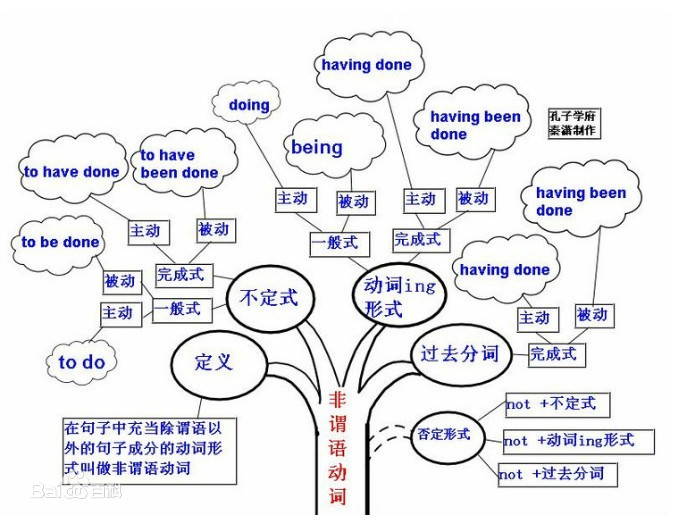 having done
doing
having been
done
孔子学府
秦潇制作
being
to have done
to have
been done
having been
done
主动
被动
主动
被动
主动
被动
to be done
一般式
完成式
having done
被动
完成式
不定式
动词ing
形式
主动
被动
主动
一般式
to do
定义
过去分词
完成式
在句子中充当除谓语以
外的句子成分的动词形
式叫做非谓语动词
非谓语动词
否定形式
not +不定式
not +动词ing形式
not +过去分词
Bai百科